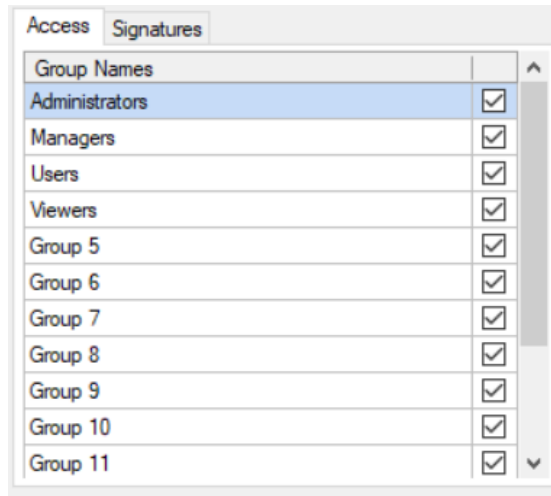 Access Signatures
Group Names
Administrators
Managers
Users
Viewers
Group 5
Group 6
Group 7
Group 8
Group 9
Group 10
Group 11